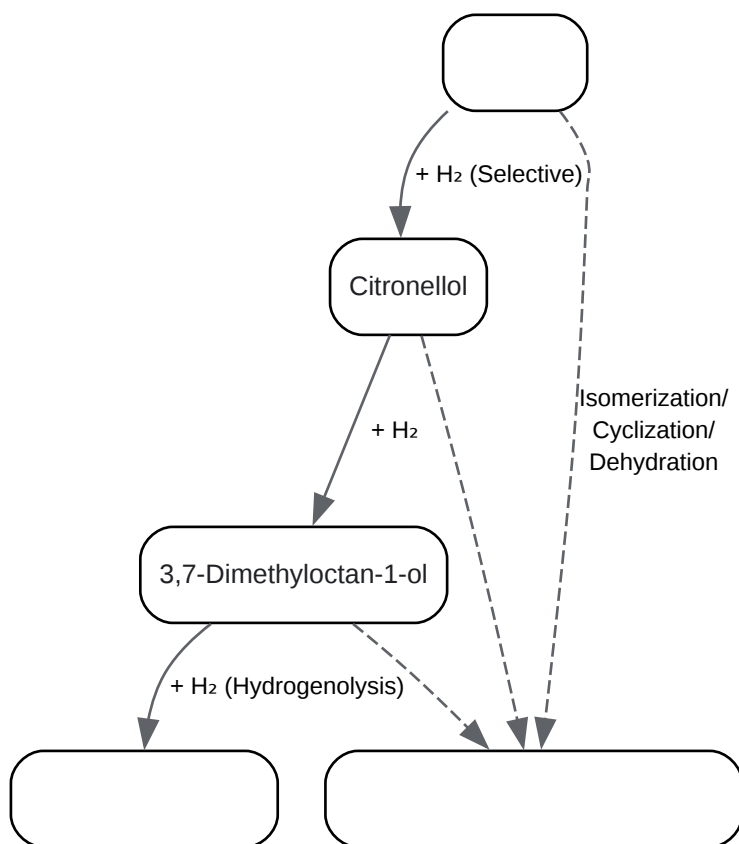 + H₂ (Selective)
Citronellol
Isomerization/
Cyclization/
Dehydration
+ H₂
3,7-Dimethyloctan-1-ol
+ H₂ (Hydrogenolysis)